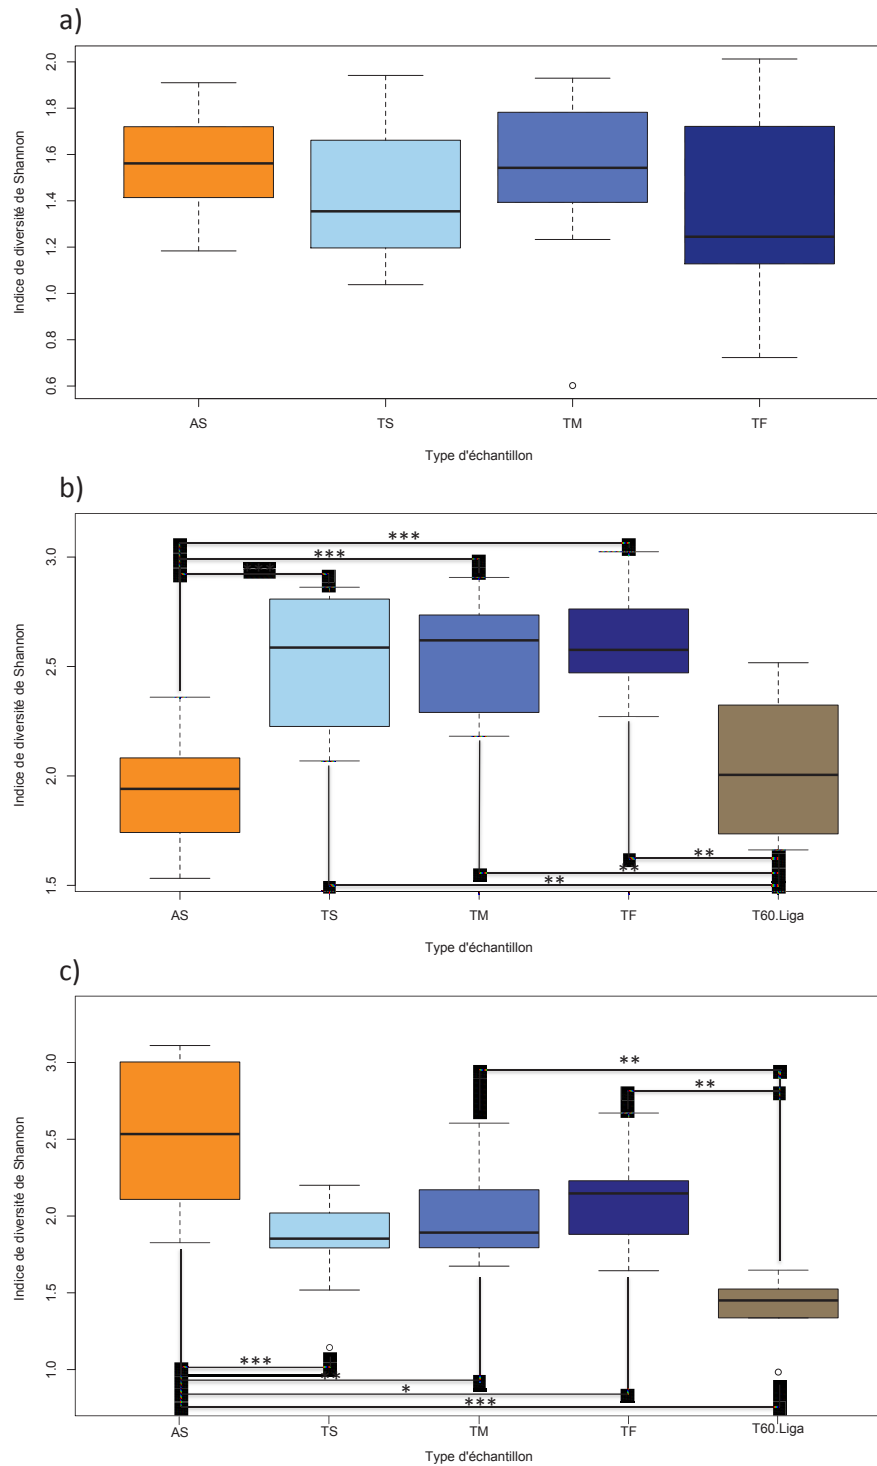 a)
2.0
1.8
1.6
1.4
1.2
1.0
0.8
0.6
Indice de diversité de Shannon
AS TS TM TF
Type d'échantillon
b)
3.0
2.5
2.0
1.5
Indice de diversité de Shannon
***
***
**
**
**
AS TS TM TF T60.Liga
Type d'échantillon
c)
3.0
2.5
2.0
1.5
1.0
Indice de diversité de Shannon
**
**
***
**
*
***
AS TS TM TF T60.Liga
Type d'échantillon